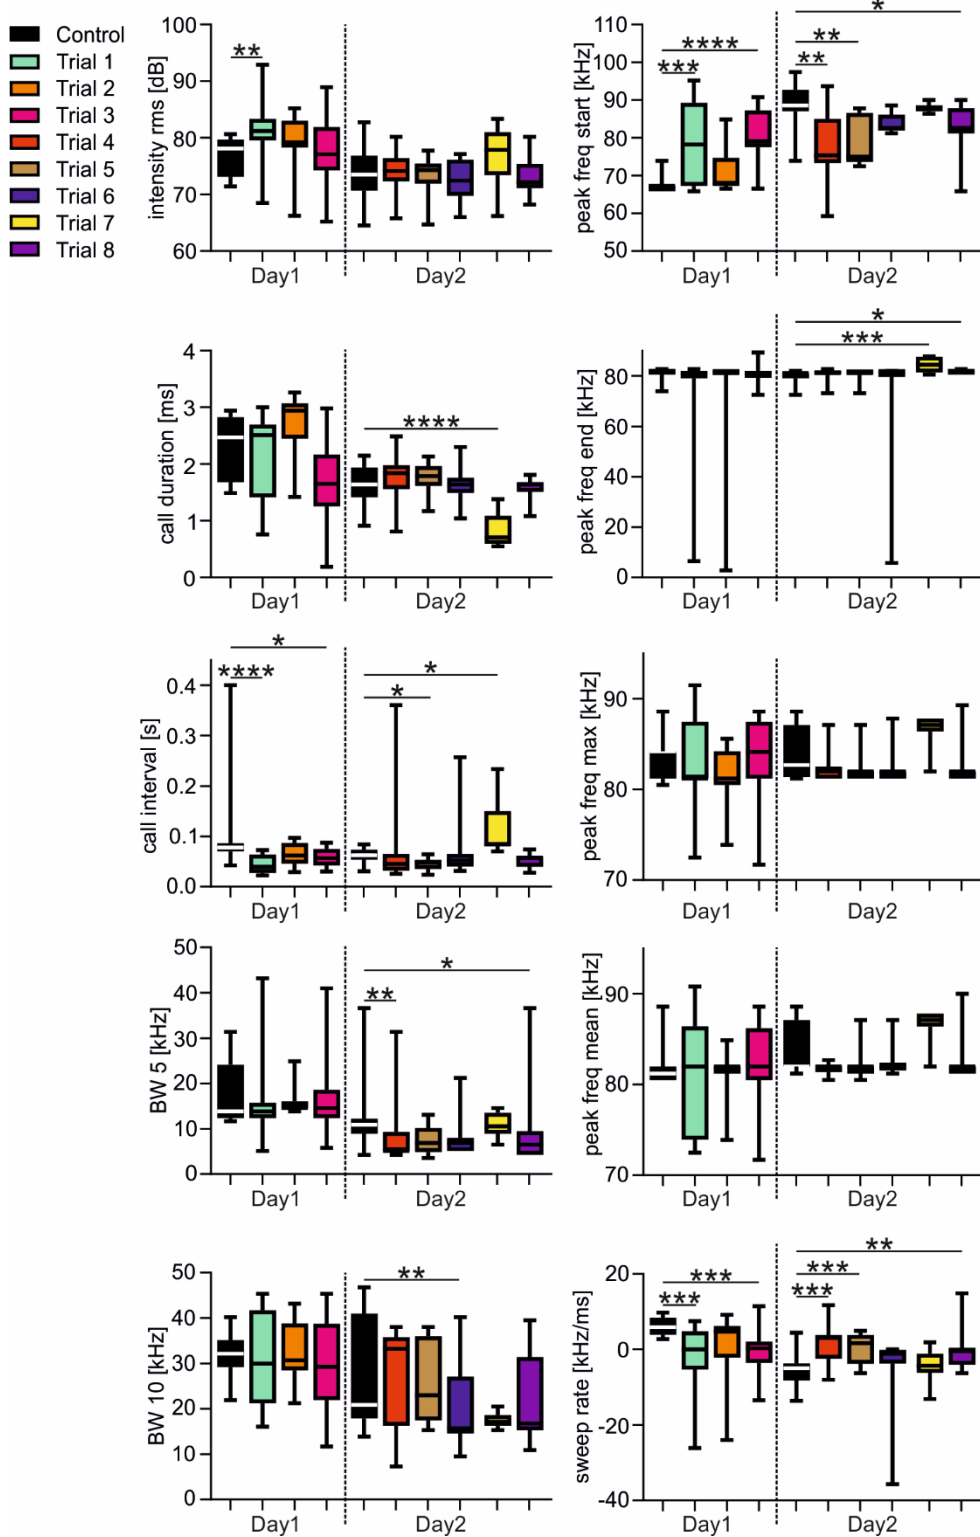 Control
Trial 1
Trial 2
Trial 3
Trial 4
Trial 5
Trial 6
Trial 7
Trial 8
intensity rms [dB]
100
90
80
70
60
**
Day1
Day2
peak freq start [kHz]
110
100
90
80
70
60
50
****
***
*
**
**
Day1
Day2
call duration [ms]
4
3
2
1
0
****
Day1
Day2
peak freq end [kHz]
80
60
40
20
0
*
***
Day1
Day2
call interval [s]
0.4
0.3
0.2
0.1
0.0
*
****
*
*
Day1
Day2
peak freq max [kHz]
90
80
70
Day1
Day2
BW 5 [kHz]
50
40
30
20
10
0
*
**
Day1
Day2
peak freq mean [kHz]
90
80
70
Day1
Day2
BW 10 [kHz]
50
40
30
20
10
0
**
Day1
Day2
sweep rate [kHz/ms]
20
0
-20
-40
***
***
**
***
***
Day1
Day2